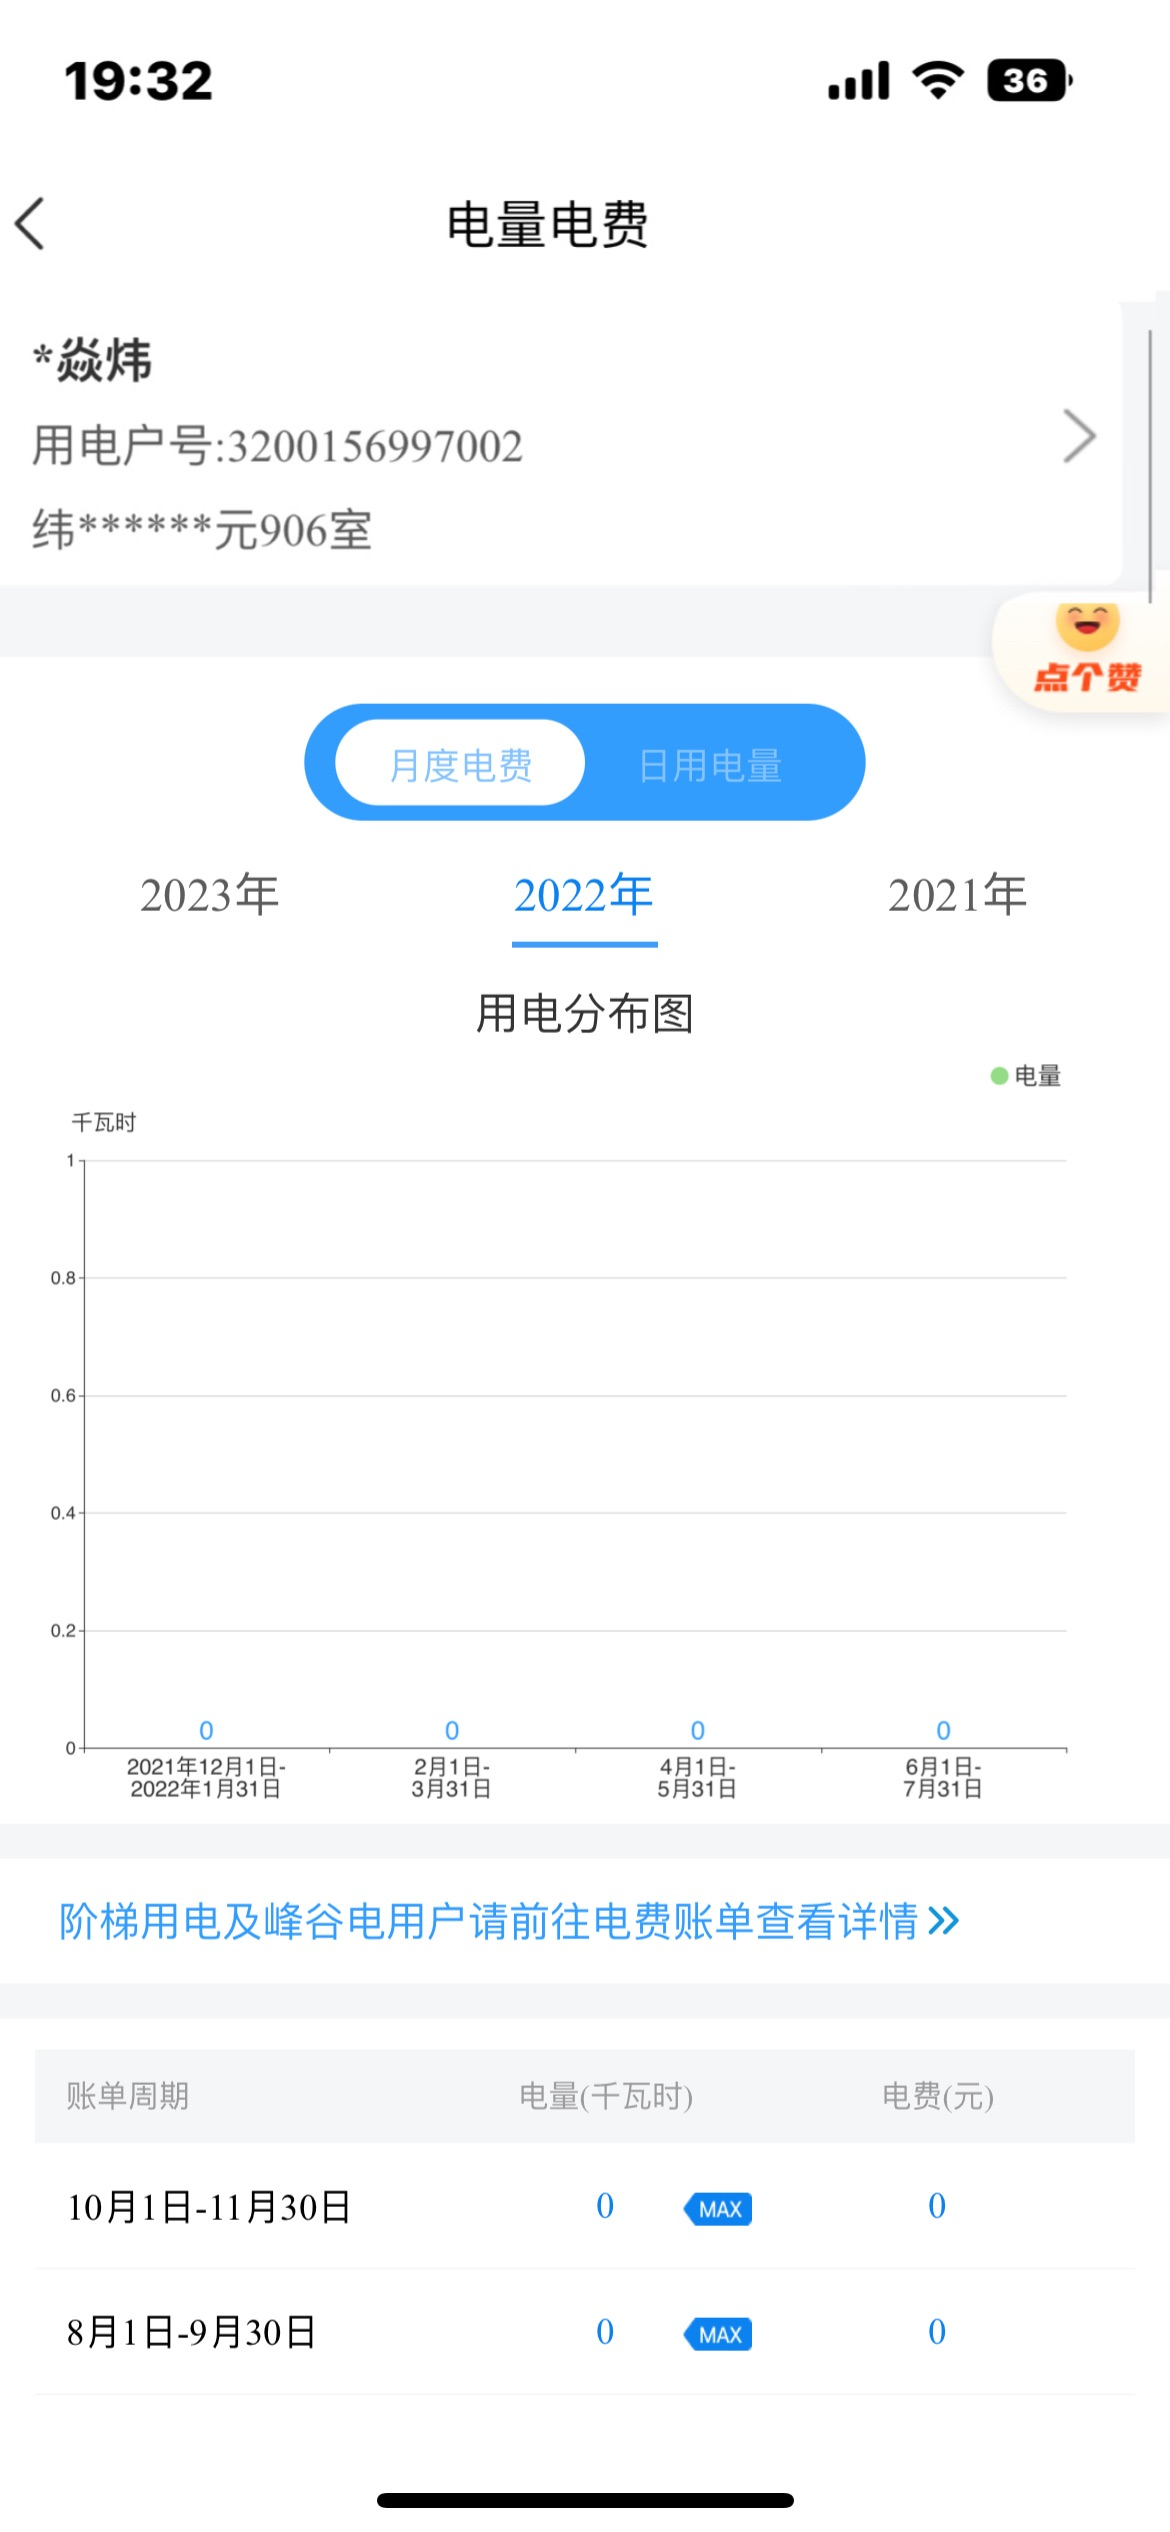 19:32
36
电量电费
*焱炜
用电户号:3200156997002
纬******元906室
点个赞
月度电费 日用电量
2023年 2022年 2021年
用电分布图
电量
千瓦时
1
0.8
0.6
0.4
0.2
0
0 0 0 0
2021年12月1日- 2月1日- 4月1日- 6月1日-
2022年1月31日 3月31日 5月31日 7月31日
阶梯用电及峰谷电用户请前往电费账单查看详情
账单周期 电量(千瓦时) 电费(元)
10月1日-11月30日 0 MAX 0
8月1日-9月30日 0 MAX 0